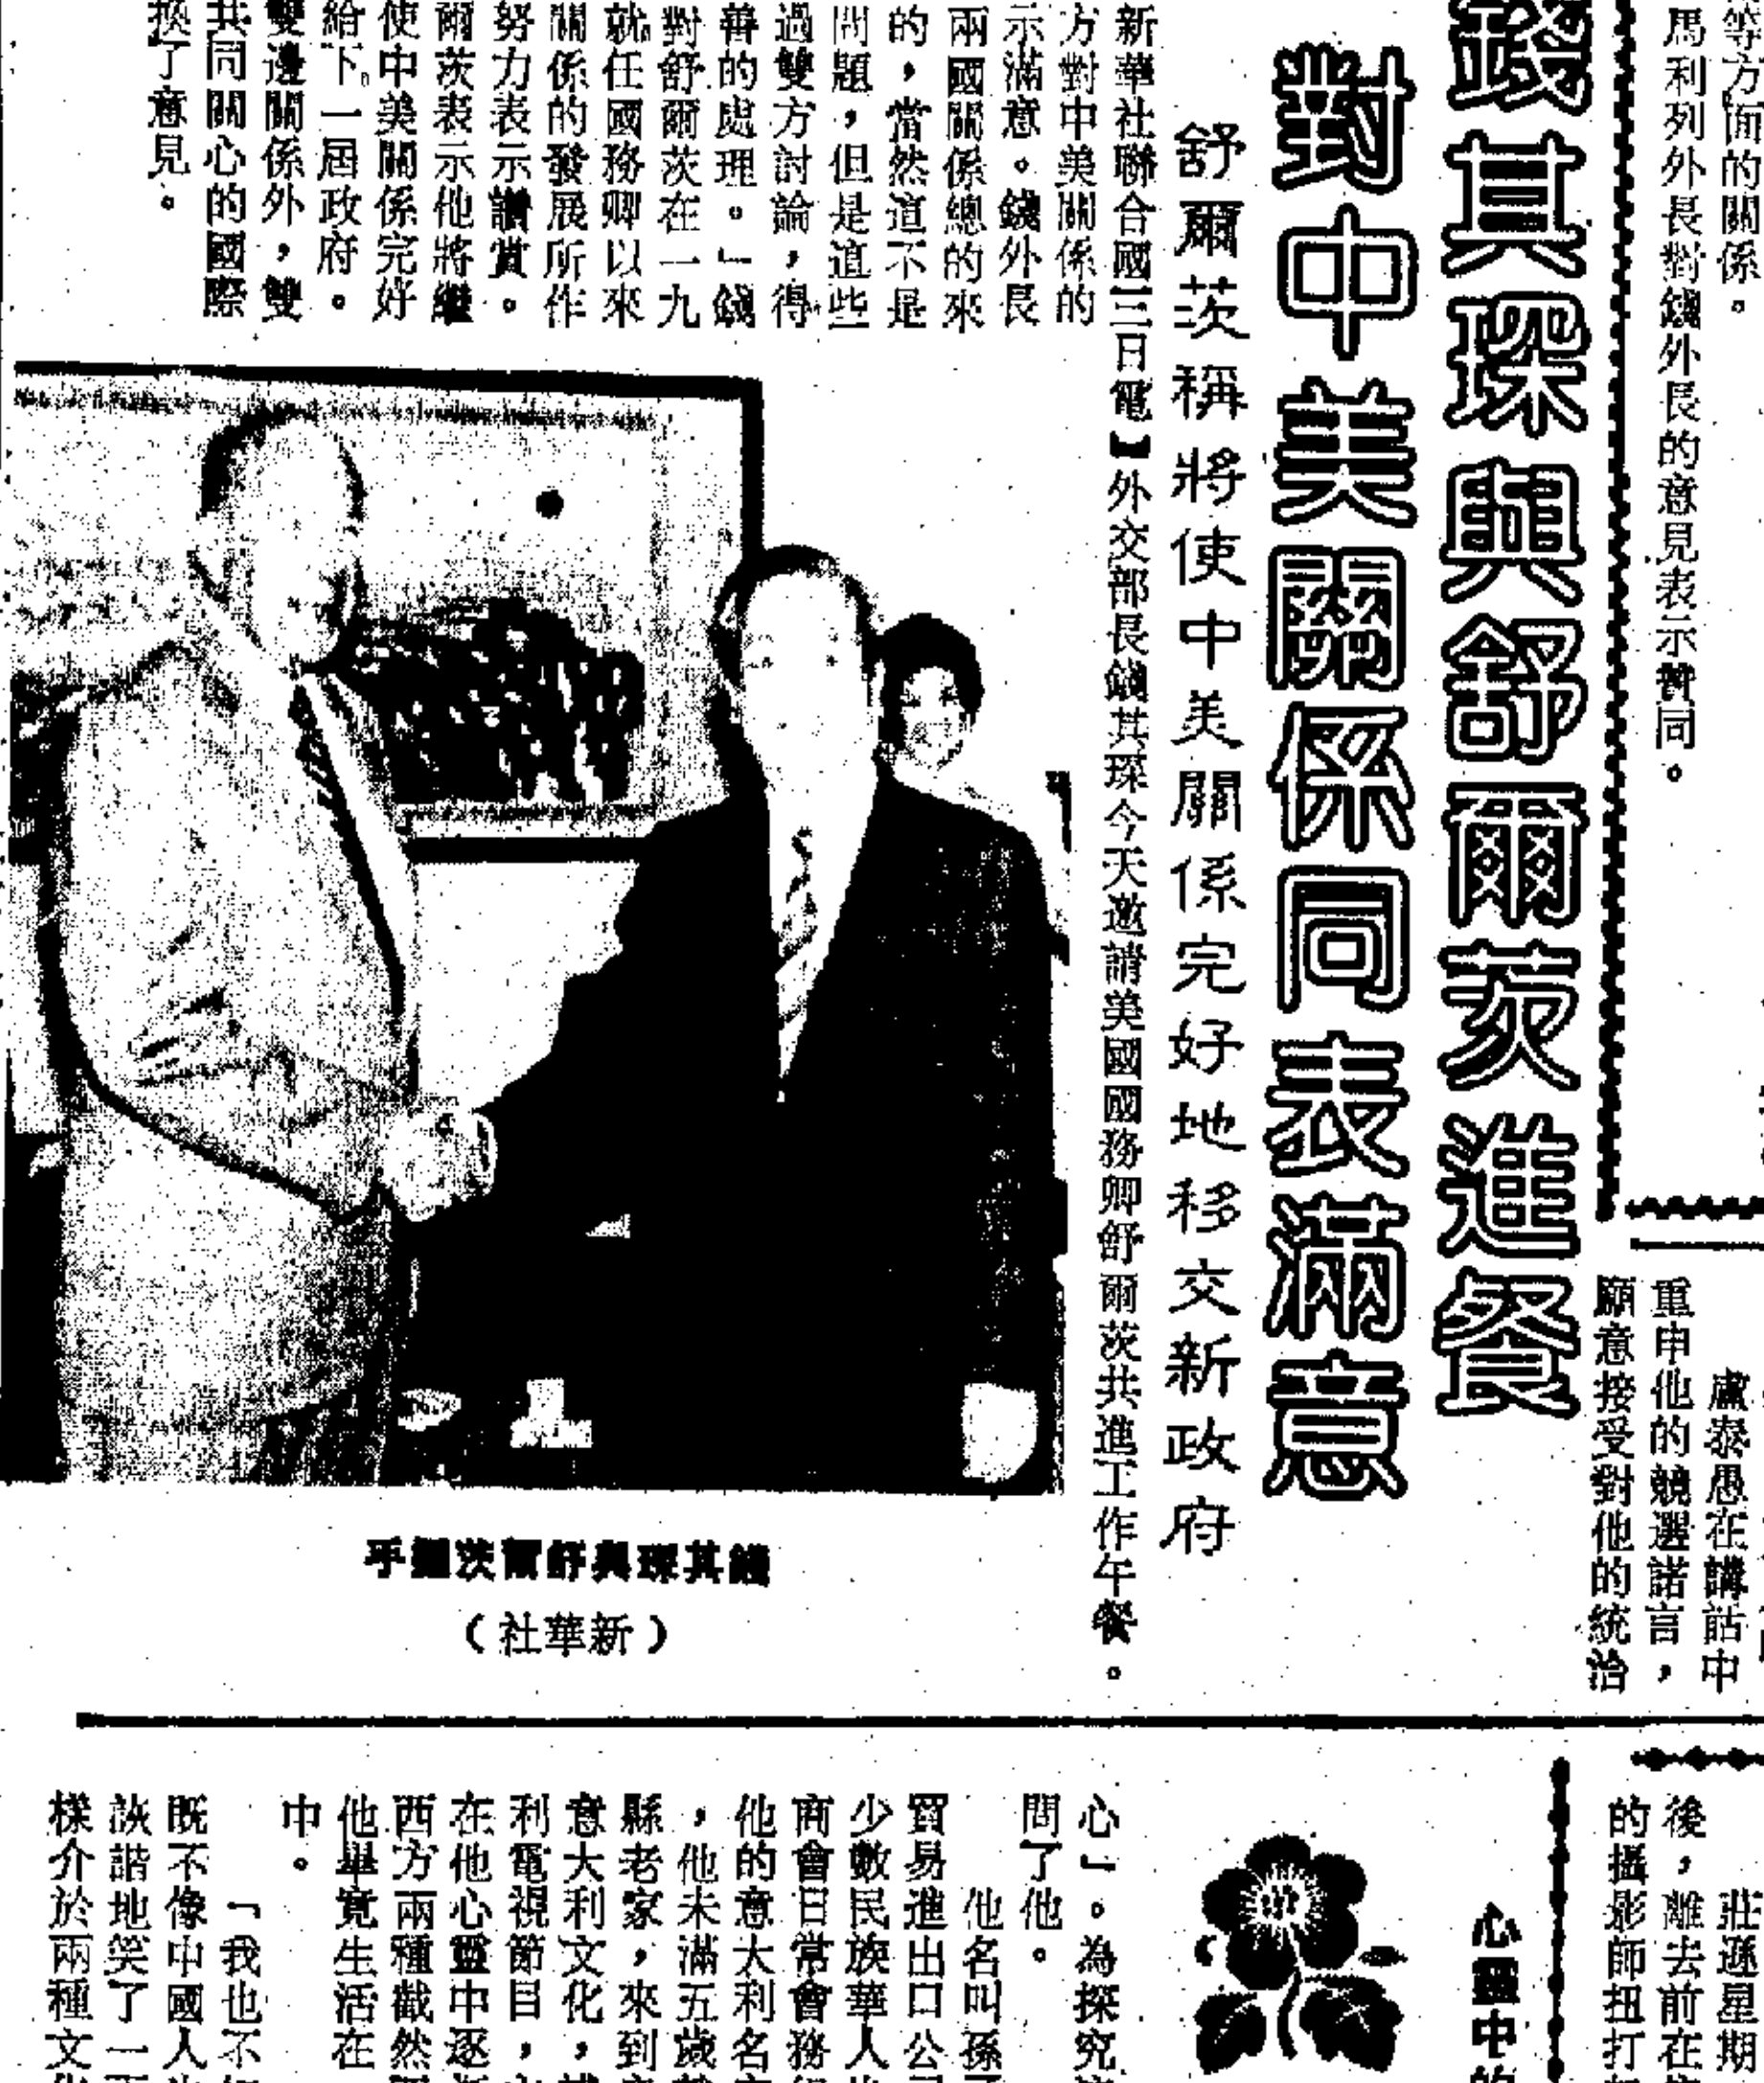 等方面的關係。
馬利列外長對錢外長的意見表示贊同。
盧泰愚在講話中
重申他的競選諾言，
願意接受對他的統治
錢其琛與舒爾茨進餐
對中美關係同表滿意
舒爾茨稱將使中美關係完好地移交新政府
新華社聯合國三日電】外交部長錢其琛今天邀請美國國務卿舒爾茨共進工作午餐。
方對中美關係的
示滿意。錢外長
兩國關係總的來
的，當然這不是
問題，但是這些
過雙方討論，得
善的處理。」錢
對舒爾茨在一九
就任國務卿以來
關係的發展所作
努力表示讚賞。
爾茨表示他將繼
使中美關係完好
給下一屆政府。
雙邊關係外，雙
共同關心的國際
換了意見。
錢其琛與舒爾茨握手
（新華社）
莊遜星期
後，離去前在
的攝影師扭打
心靈中的
心」。為探究
問了他。
他名叫孫
貿易進出口公
少數民族華人
商會日常會務
他的意大利名
，他未滿五歲
縣老家，來到
意大利文化，
利電視節目，
在他心靈中逐
西方兩種截然
他畢竟生活在
中。
「我也不
既不像中國人
詼諧地笑了一
樣介於兩種文